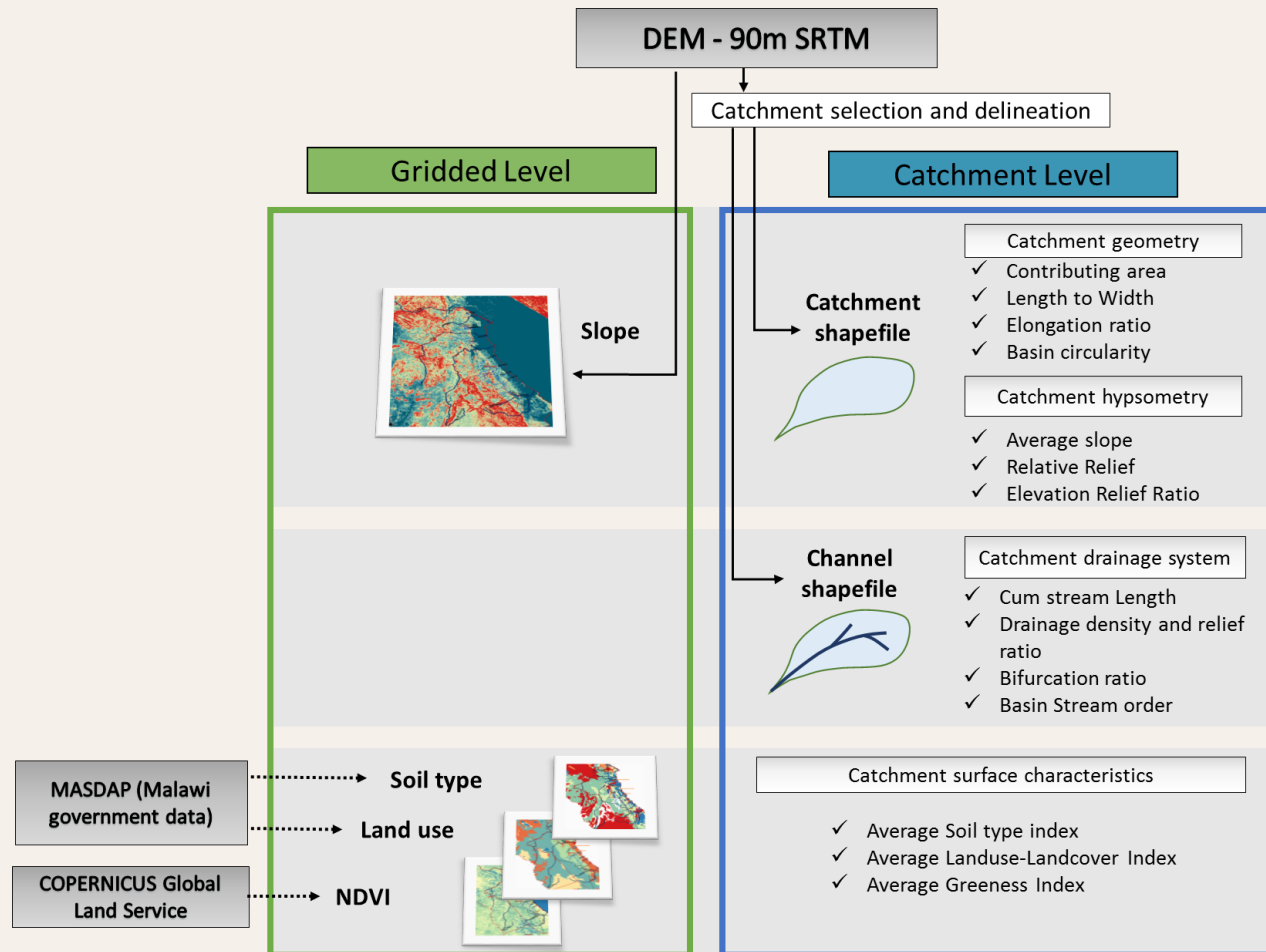 DEM - 90m SRTM
Catchment selection and delineation
Gridded Level
Catchment Level
Slope
Catchment
shapefile
Catchment geometry
✓ Contributing area
✓ Length to Width
✓ Elongation ratio
✓ Basin circularity
Catchment hypsometry
✓ Average slope
✓ Relative Relief
✓ Elevation Relief Ratio
Channel
shapefile
Catchment drainage system
✓ Cum stream Length
✓ Drainage density and relief
ratio
✓ Bifurcation ratio
✓ Basin Stream order
MASDAP (Malawi
government data)
Soil type
Land use
COPERNICUS Global
Land Service
NDVI
Catchment surface characteristics
✓ Average Soil type index
✓ Average Landuse-Landcover Index
✓ Average Greeness Index